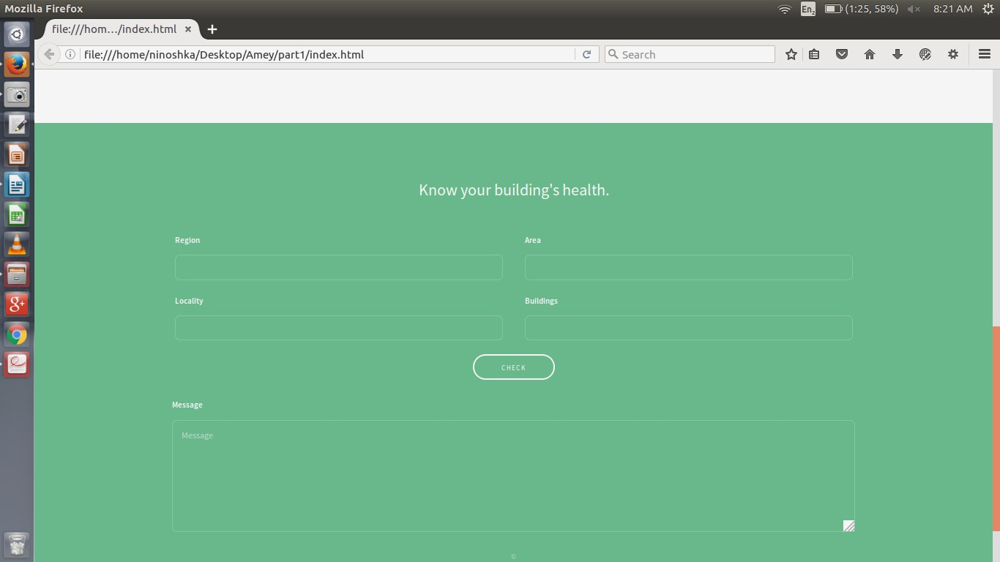 Mozilla Firefox
En2 (1:25, 58%) 8:21 AM
file:///hom…/index.html
file:///home/ninoshka/Desktop/Amey/part1/index.html
Search
Know your building's health.
Region
Area
Locality
Buildings
CHECK
Message
Message
©